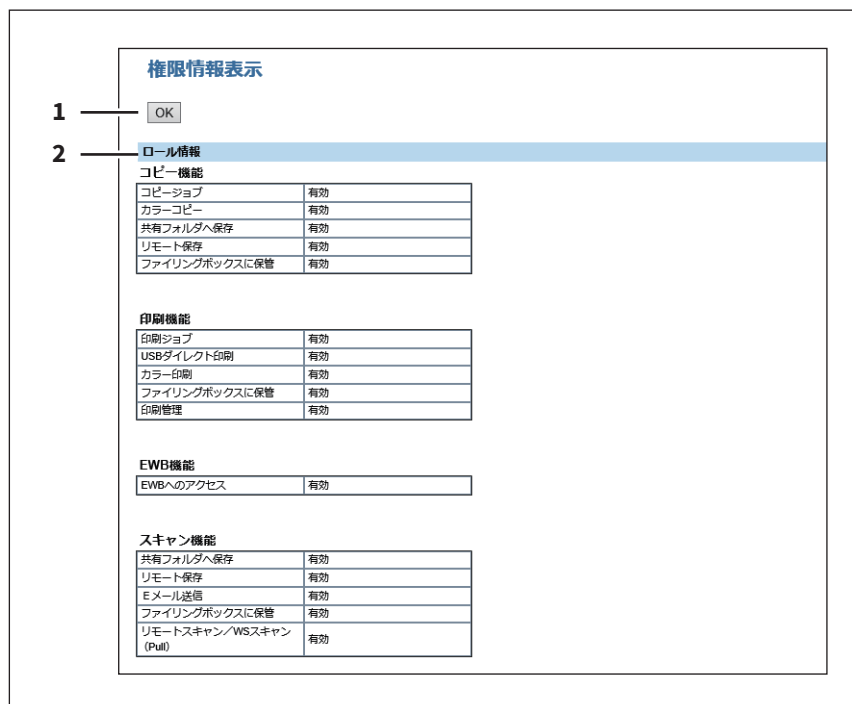 権限情報表示
1
OK
2
ロール情報
コピー機能
コピージョブ 有効
カラーコピー 有効
共有フォルダへ保存 有効
リモート保存 有効
ファイリングボックスに保管 有効
印刷機能
印刷ジョブ 有効
USBダイレクト印刷 有効
カラー印刷 有効
ファイリングボックスに保管 有効
印刷管理 有効
EWB機能
EWBへのアクセス 有効
スキャン機能
共有フォルダへ保存 有効
リモート保存 有効
Eメール送信 有効
ファイリングボックスに保管 有効
リモートスキャン／WSスキャン
（Pull） 有効